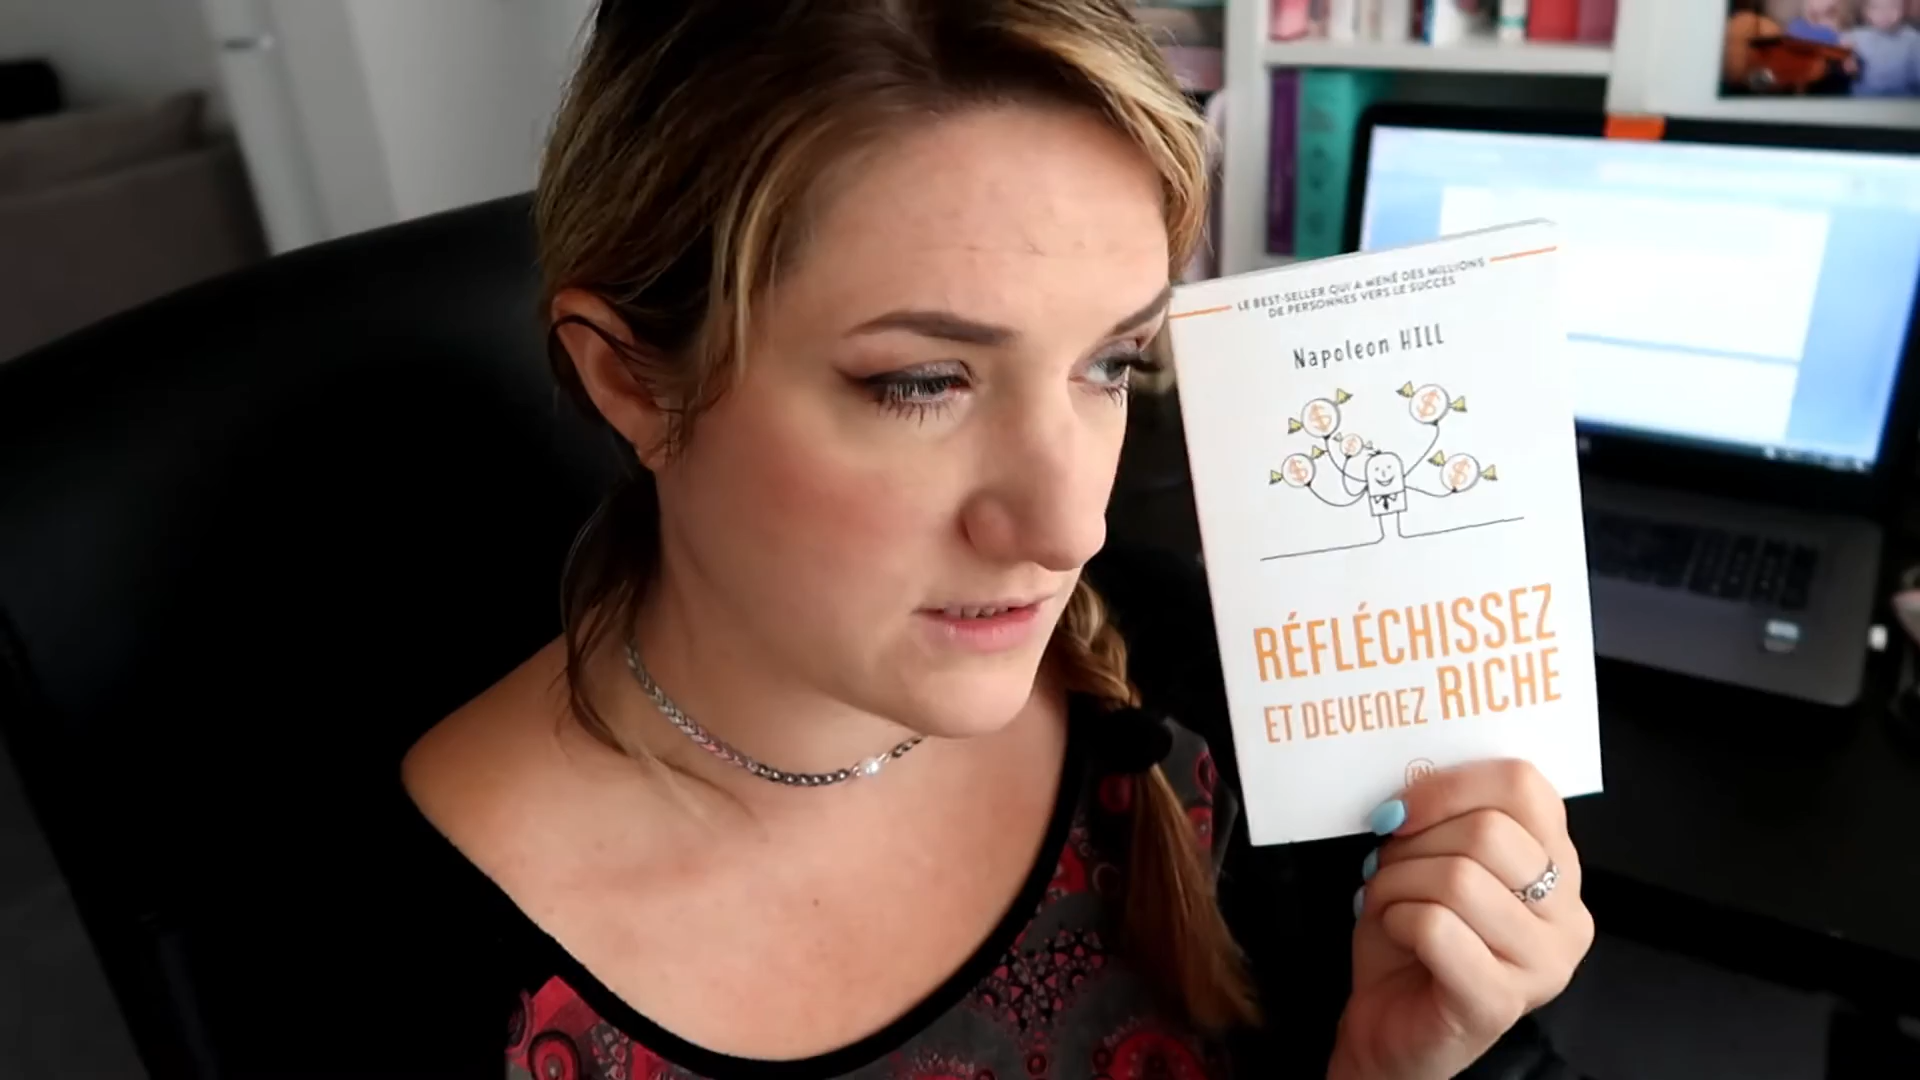 LE BEST-SELLER QUI A MENÉ DES MILLIONS
DE PERSONNES VERS LE SUCCÈS
Napoleon HILL
RÉFLÉCHISSEZ
ET DEVENEZ RICHE